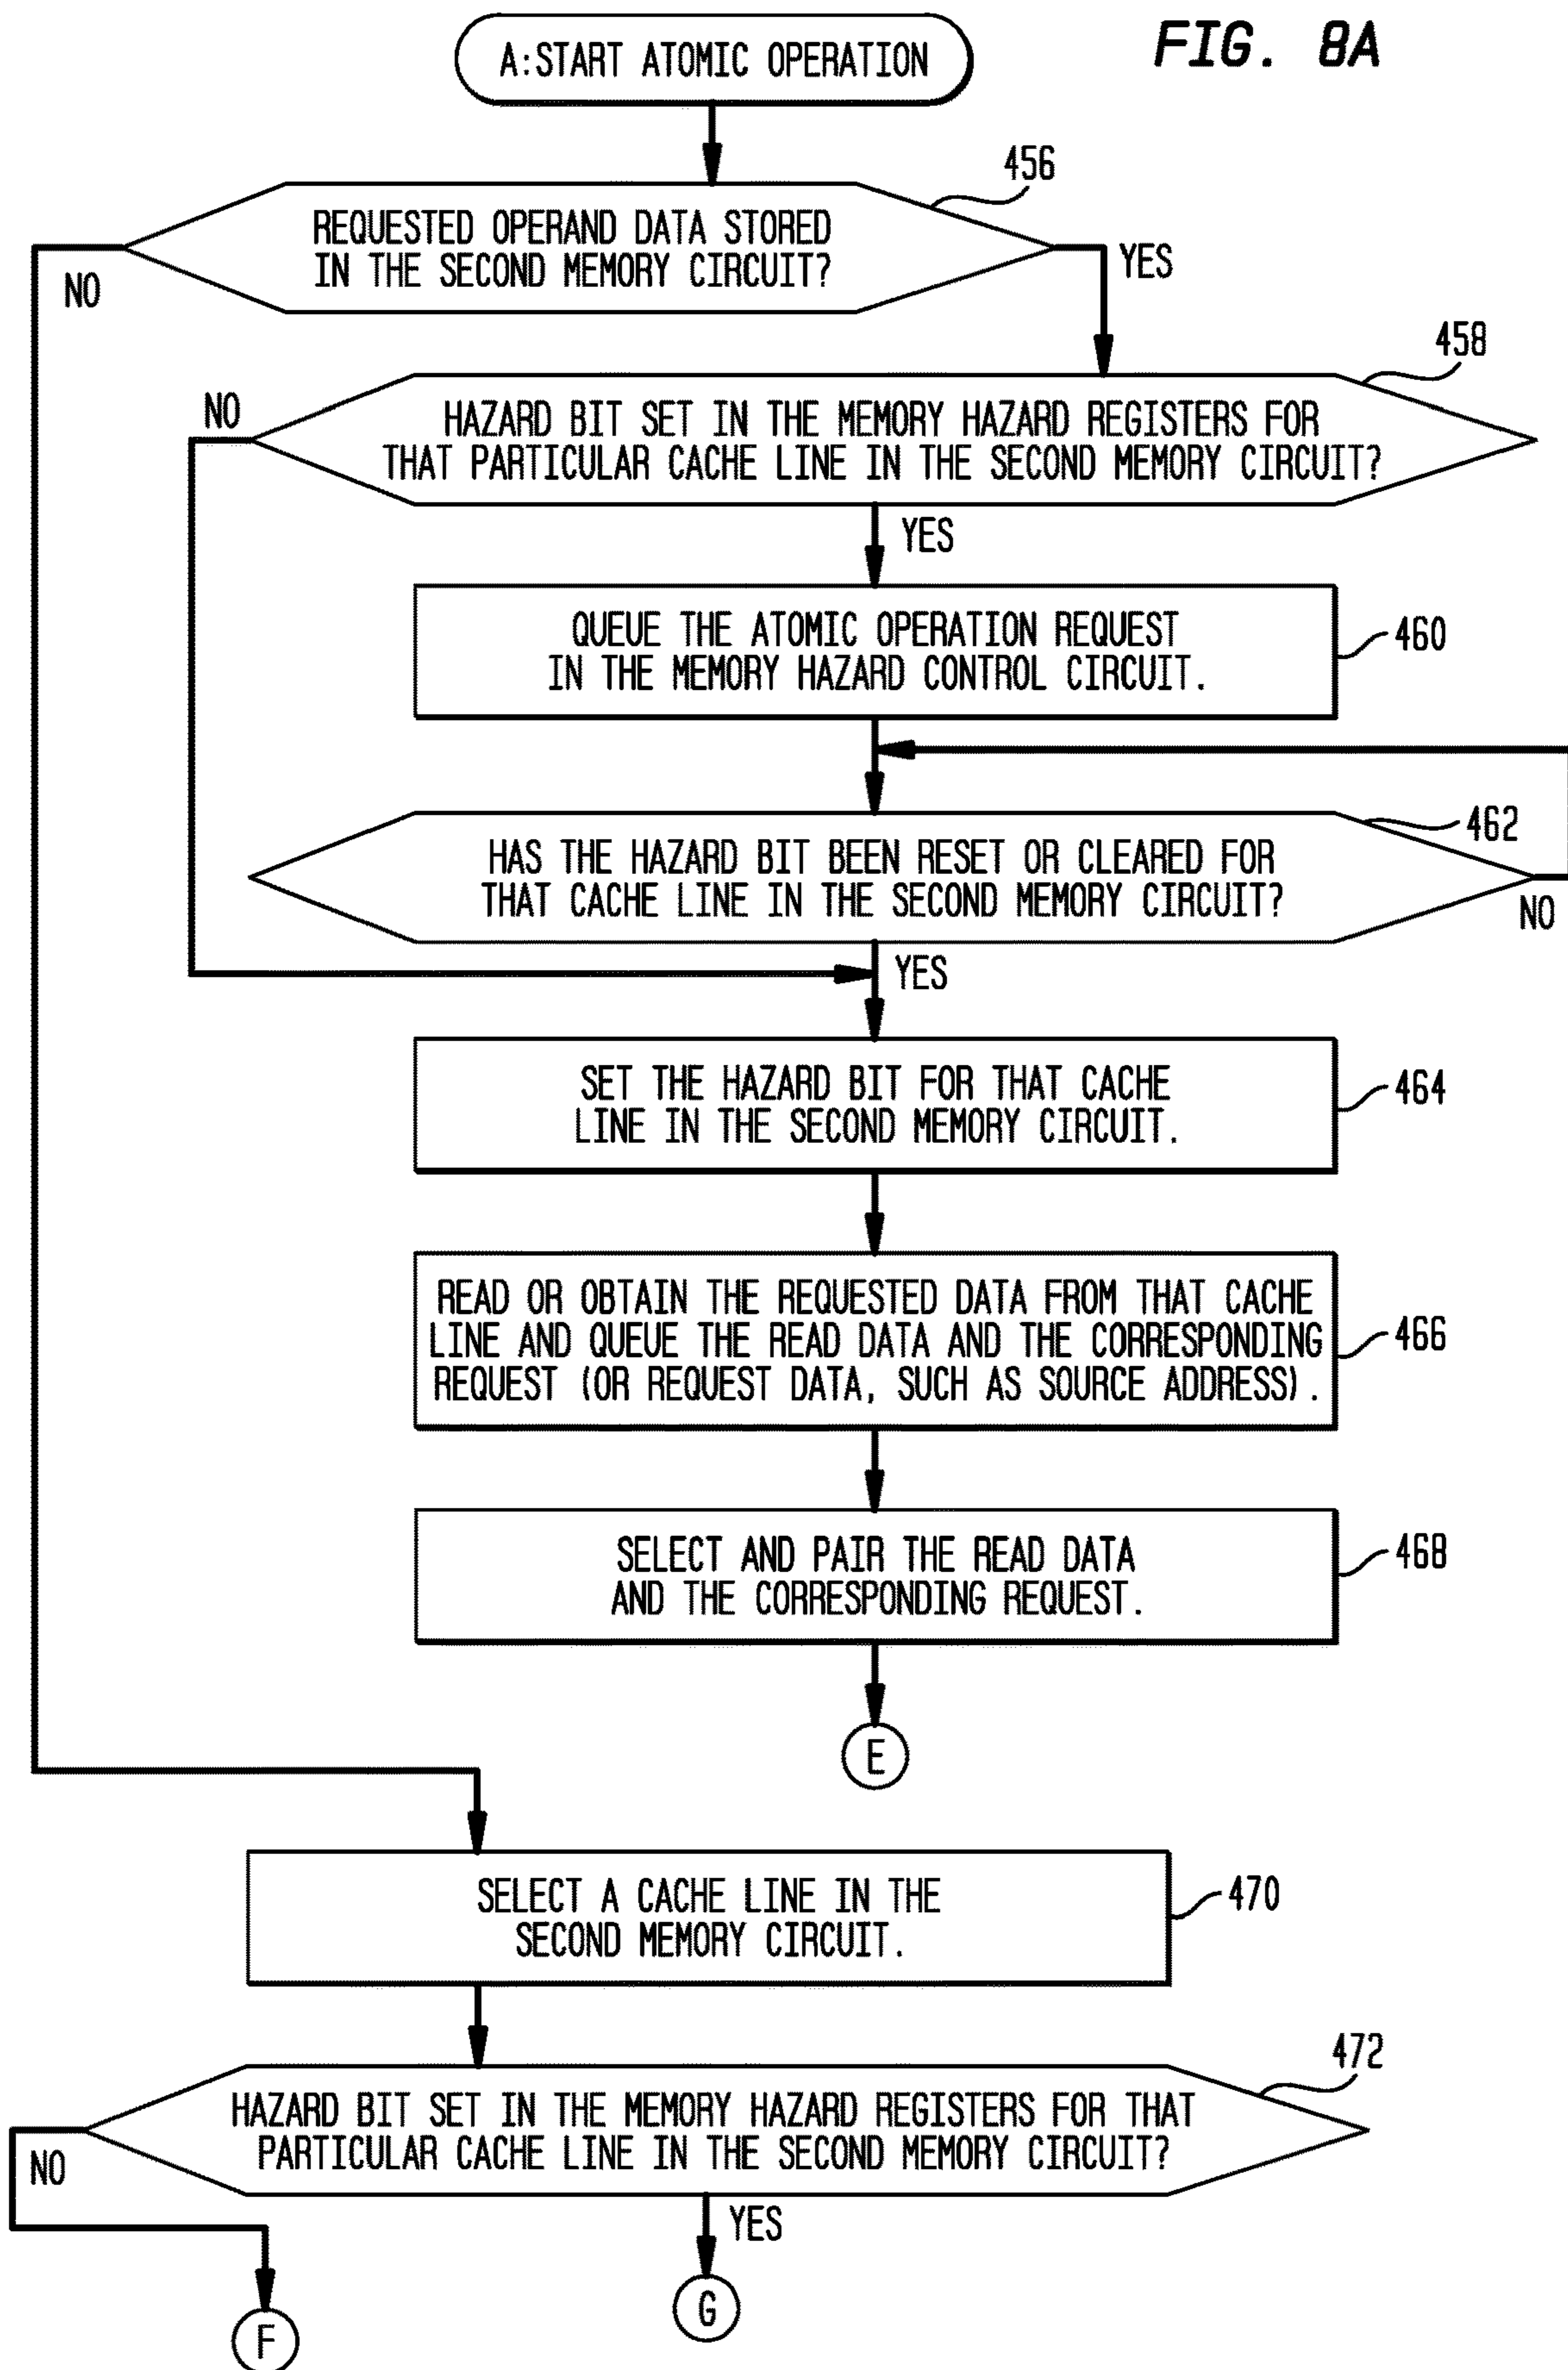 FIG. 8A
A:START ATOMIC OPERATION
456
REQUESTED OPERAND DATA STORED
IN THE SECOND MEMORY CIRCUIT?
NO
YES
458
NO
HAZARD BIT SET IN THE MEMORY HAZARD REGISTERS FOR
THAT PARTICULAR CACHE LINE IN THE SECOND MEMORY CIRCUIT?
YES
QUEUE THE ATOMIC OPERATION REQUEST
IN THE MEMORY HAZARD CONTROL CIRCUIT.
460
462
HAS THE HAZARD BIT BEEN RESET OR CLEARED FOR
THAT CACHE LINE IN THE SECOND MEMORY CIRCUIT?
NO
YES
SET THE HAZARD BIT FOR THAT CACHE
LINE IN THE SECOND MEMORY CIRCUIT.
464
READ OR OBTAIN THE REQUESTED DATA FROM THAT CACHE
LINE AND QUEUE THE READ DATA AND THE CORRESPONDING
REQUEST (OR REQUEST DATA, SUCH AS SOURCE ADDRESS).
466
SELECT AND PAIR THE READ DATA
AND THE CORRESPONDING REQUEST.
468
E
SELECT A CACHE LINE IN THE
SECOND MEMORY CIRCUIT.
470
472
HAZARD BIT SET IN THE MEMORY HAZARD REGISTERS FOR THAT
PARTICULAR CACHE LINE IN THE SECOND MEMORY CIRCUIT?
NO
YES
G
F